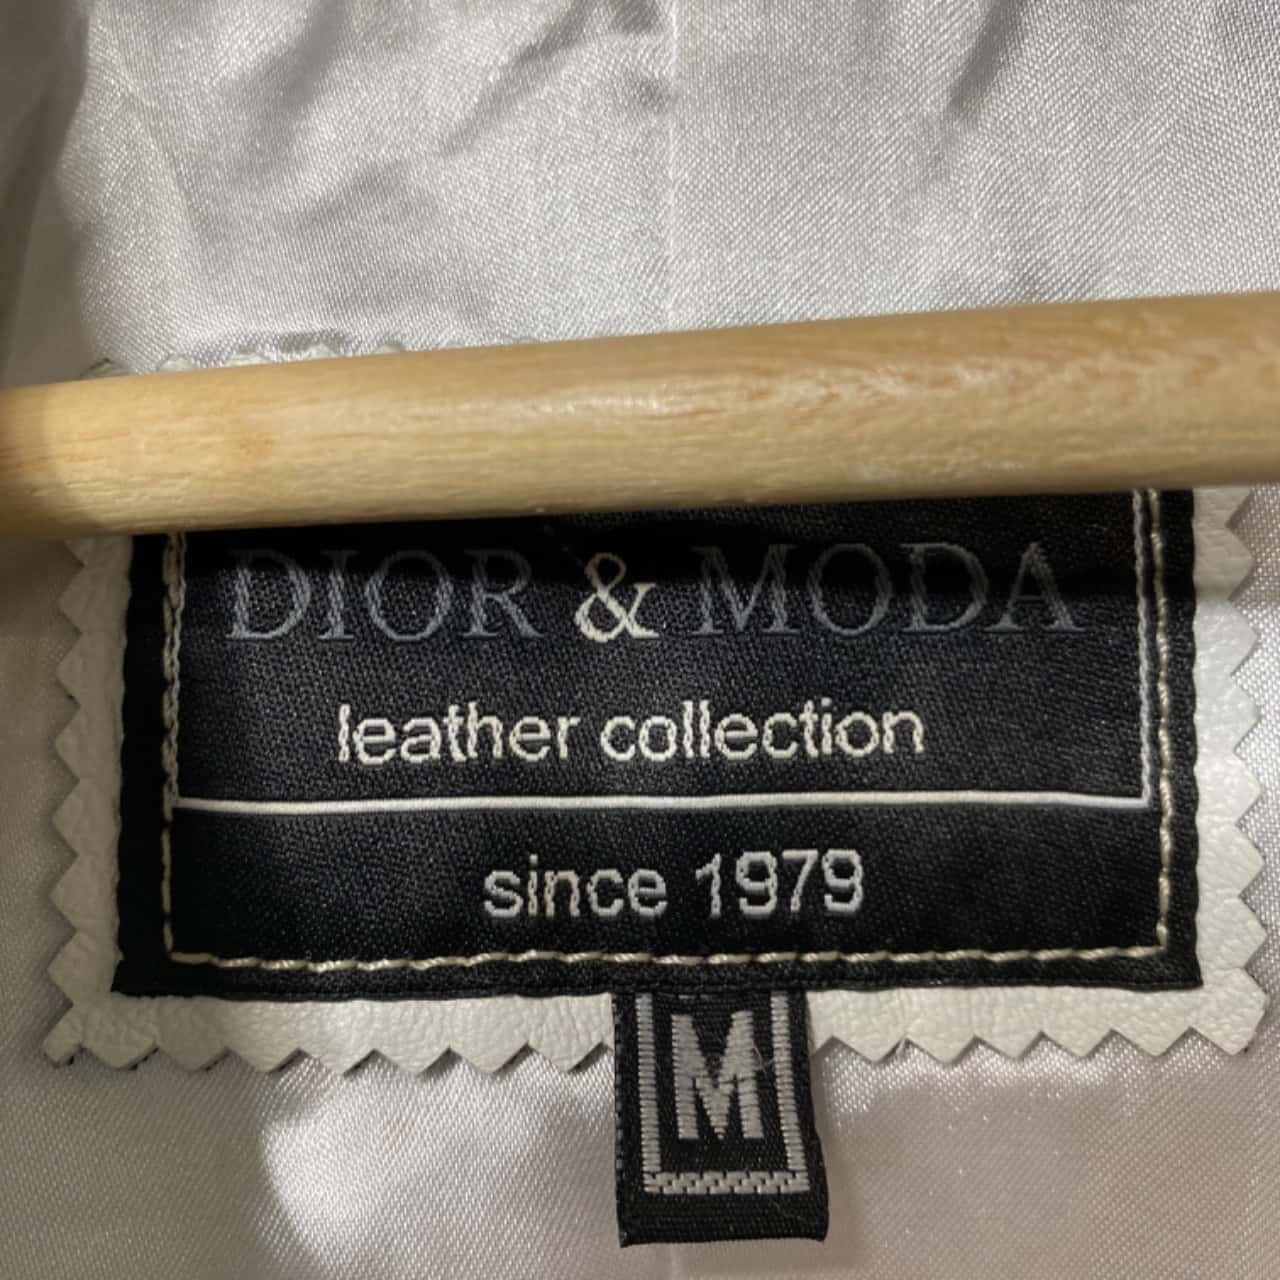 DIOR & MODA
leather collection
since 1979
M